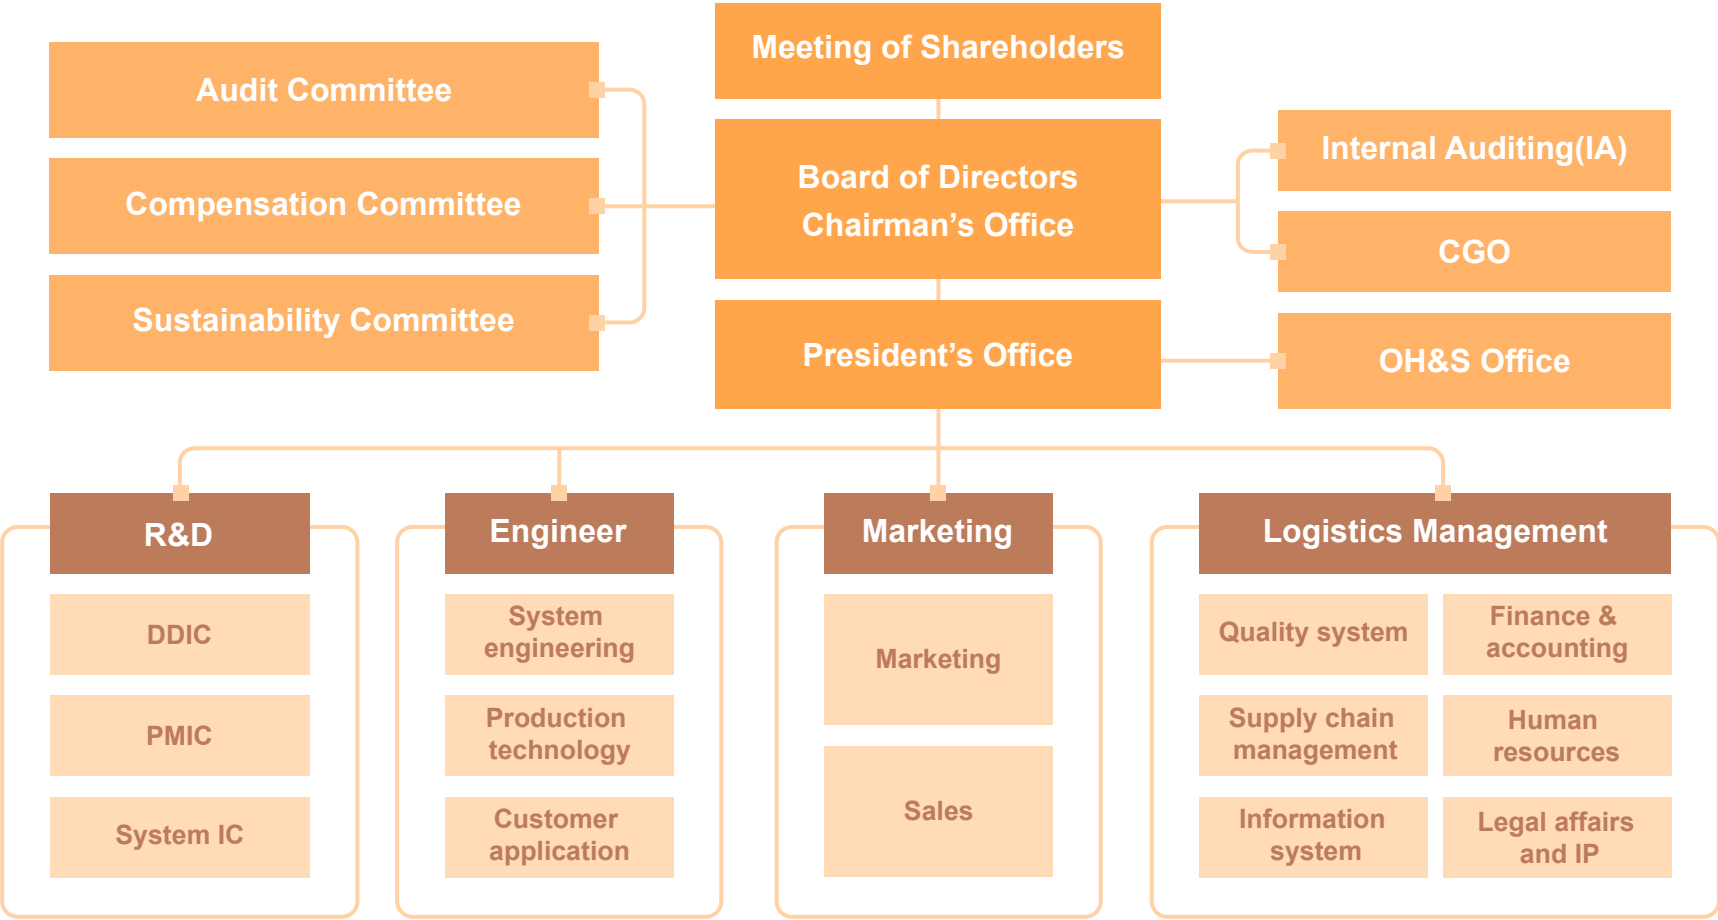 Meeting of Shareholders
Audit Committee
Compensation Committee
Sustainability Committee
Board of Directors
Chairman’s Office
Internal Auditing(IA)
CGO
President’s Office
OH&S Office
R&D
DDIC
PMIC
System IC
Engineer
System
engineering
Production
technology
Customer
application
Marketing
Marketing
Sales
Logistics Management
Quality system
Finance &
accounting
Supply chain
management
Human
resources
Information
system
Legal affairs
and IP